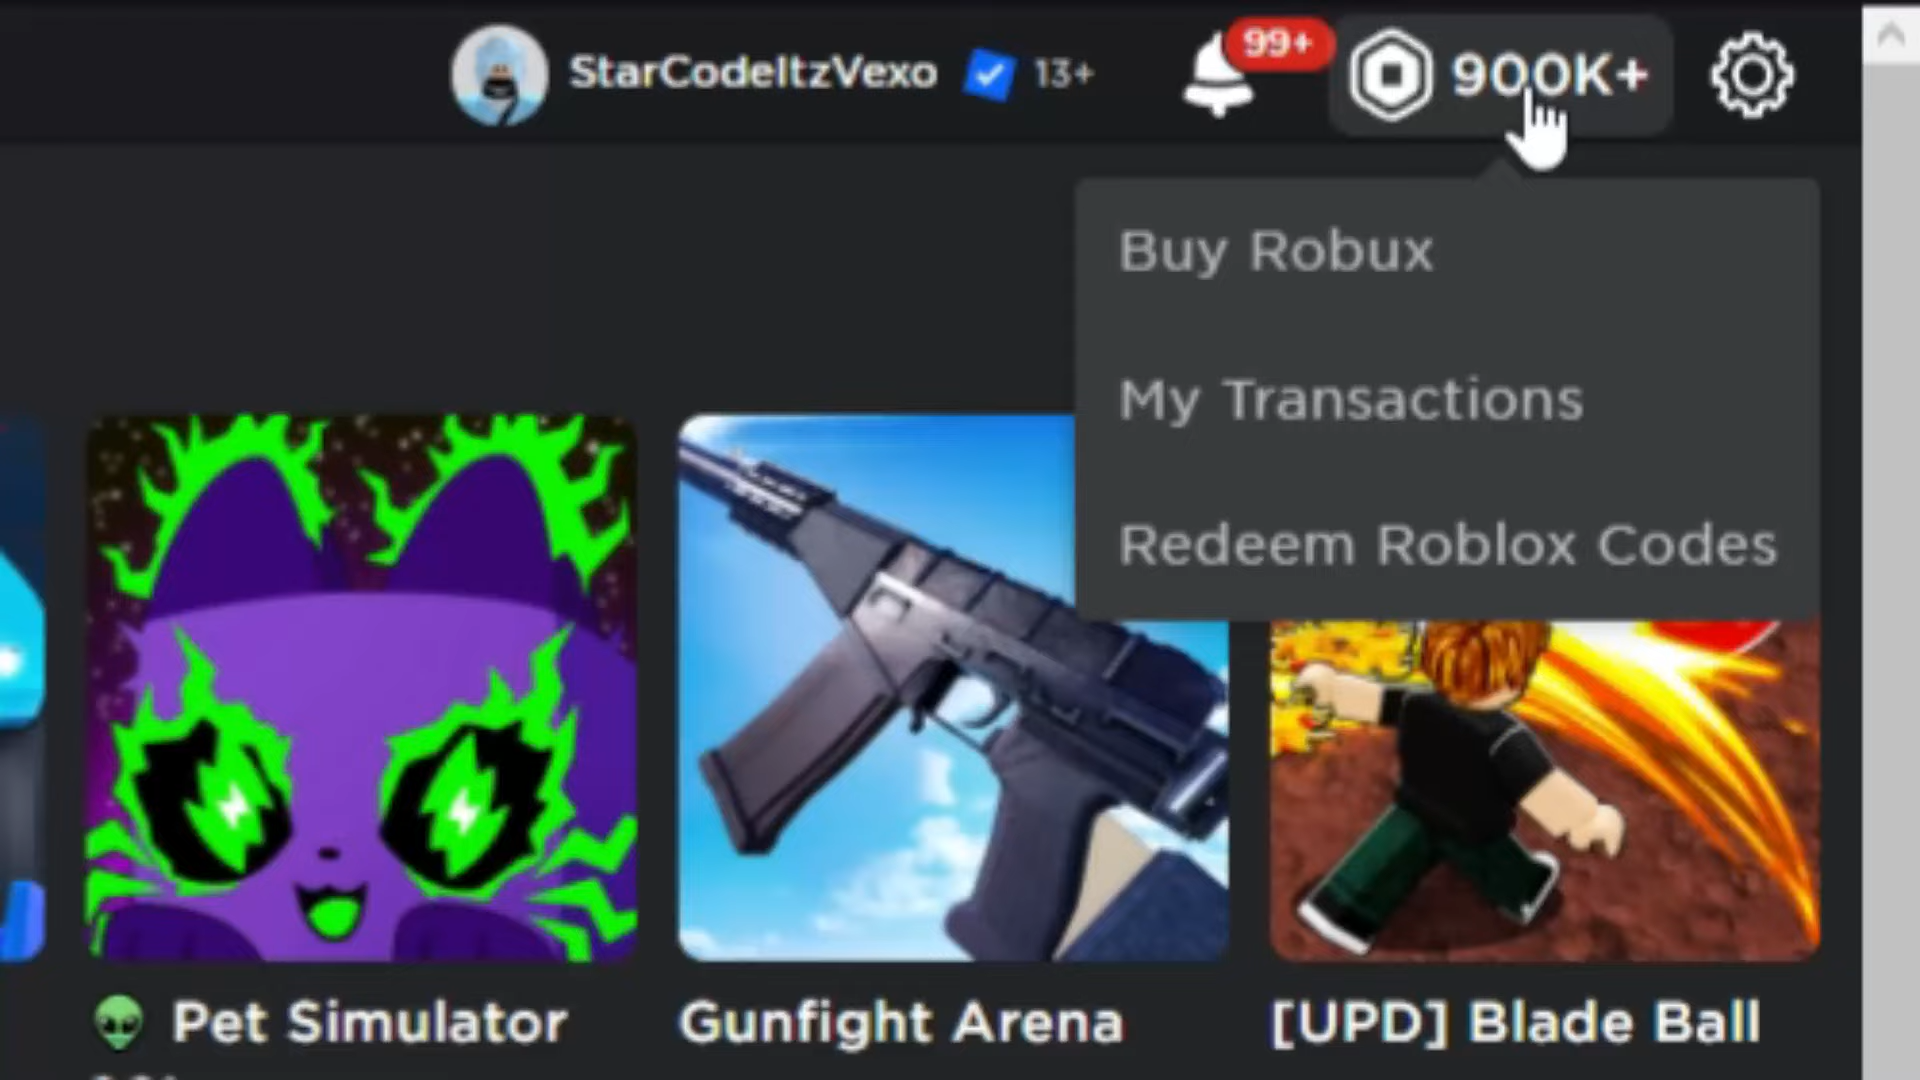 StarCodeItzVexo 13+ 99+ 900K+
Buy Robux
My Transactions
Redeem Roblox Codes
Pet Simulator
Gunfight Arena
[UPD] Blade Ball